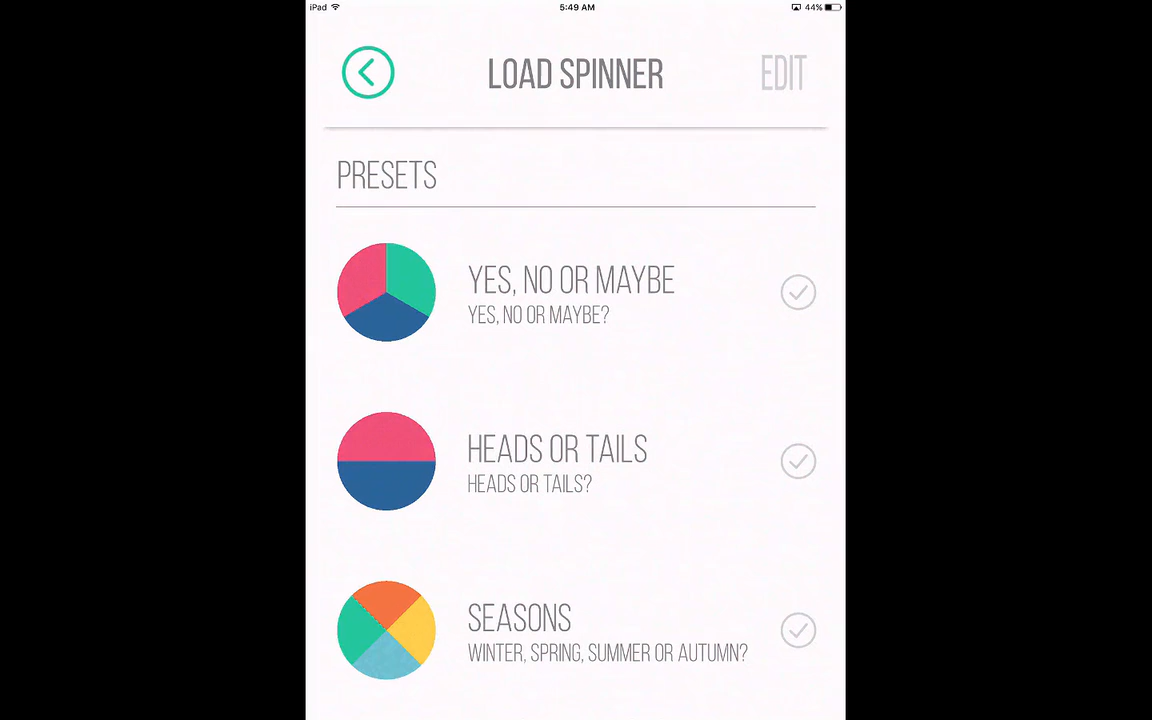 iPad 5:49 AM 44%
LOAD SPINNER EDIT
PRESETS
YES, NO OR MAYBE
YES, NO OR MAYBE?
HEADS OR TAILS
HEADS OR TAILS?
SEASONS
WINTER, SPRING, SUMMER OR AUTUMN?